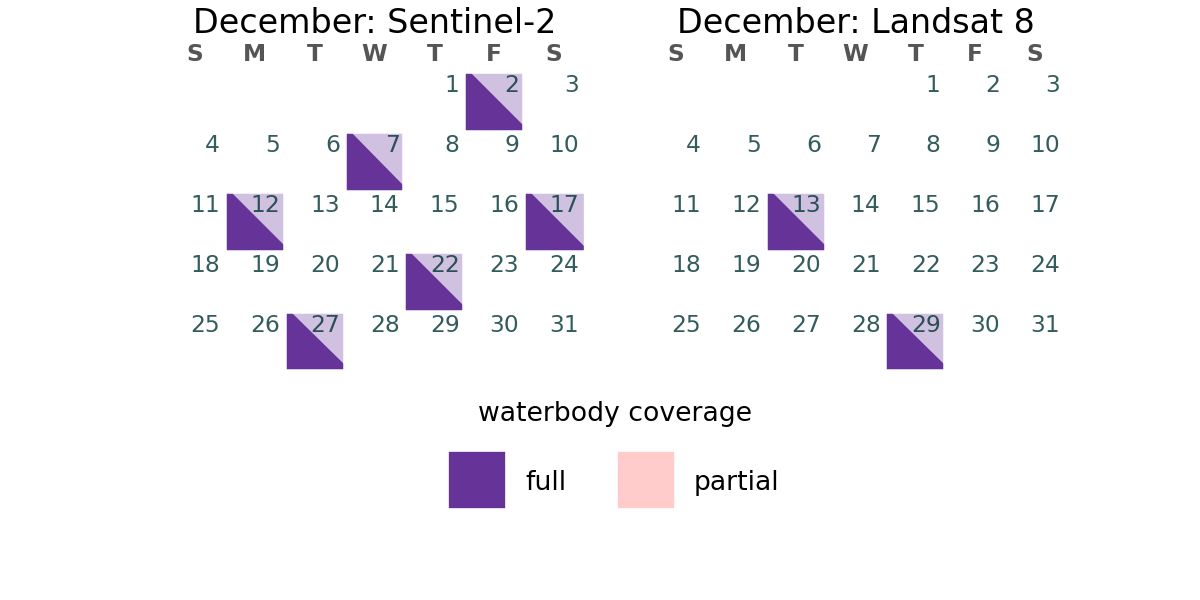 December: Sentinel-2
S M T W T F S
1 2 3
4 5 6 7 8 9 10
11 12 13 14 15 16 17
18 19 20 21 22 23 24
25 26 27 28 29 30 31
December: Landsat 8
S M T W T F S
1 2 3
4 5 6 7 8 9 10
11 12 13 14 15 16 17
18 19 20 21 22 23 24
25 26 27 28 29 30 31
waterbody coverage
full
partial